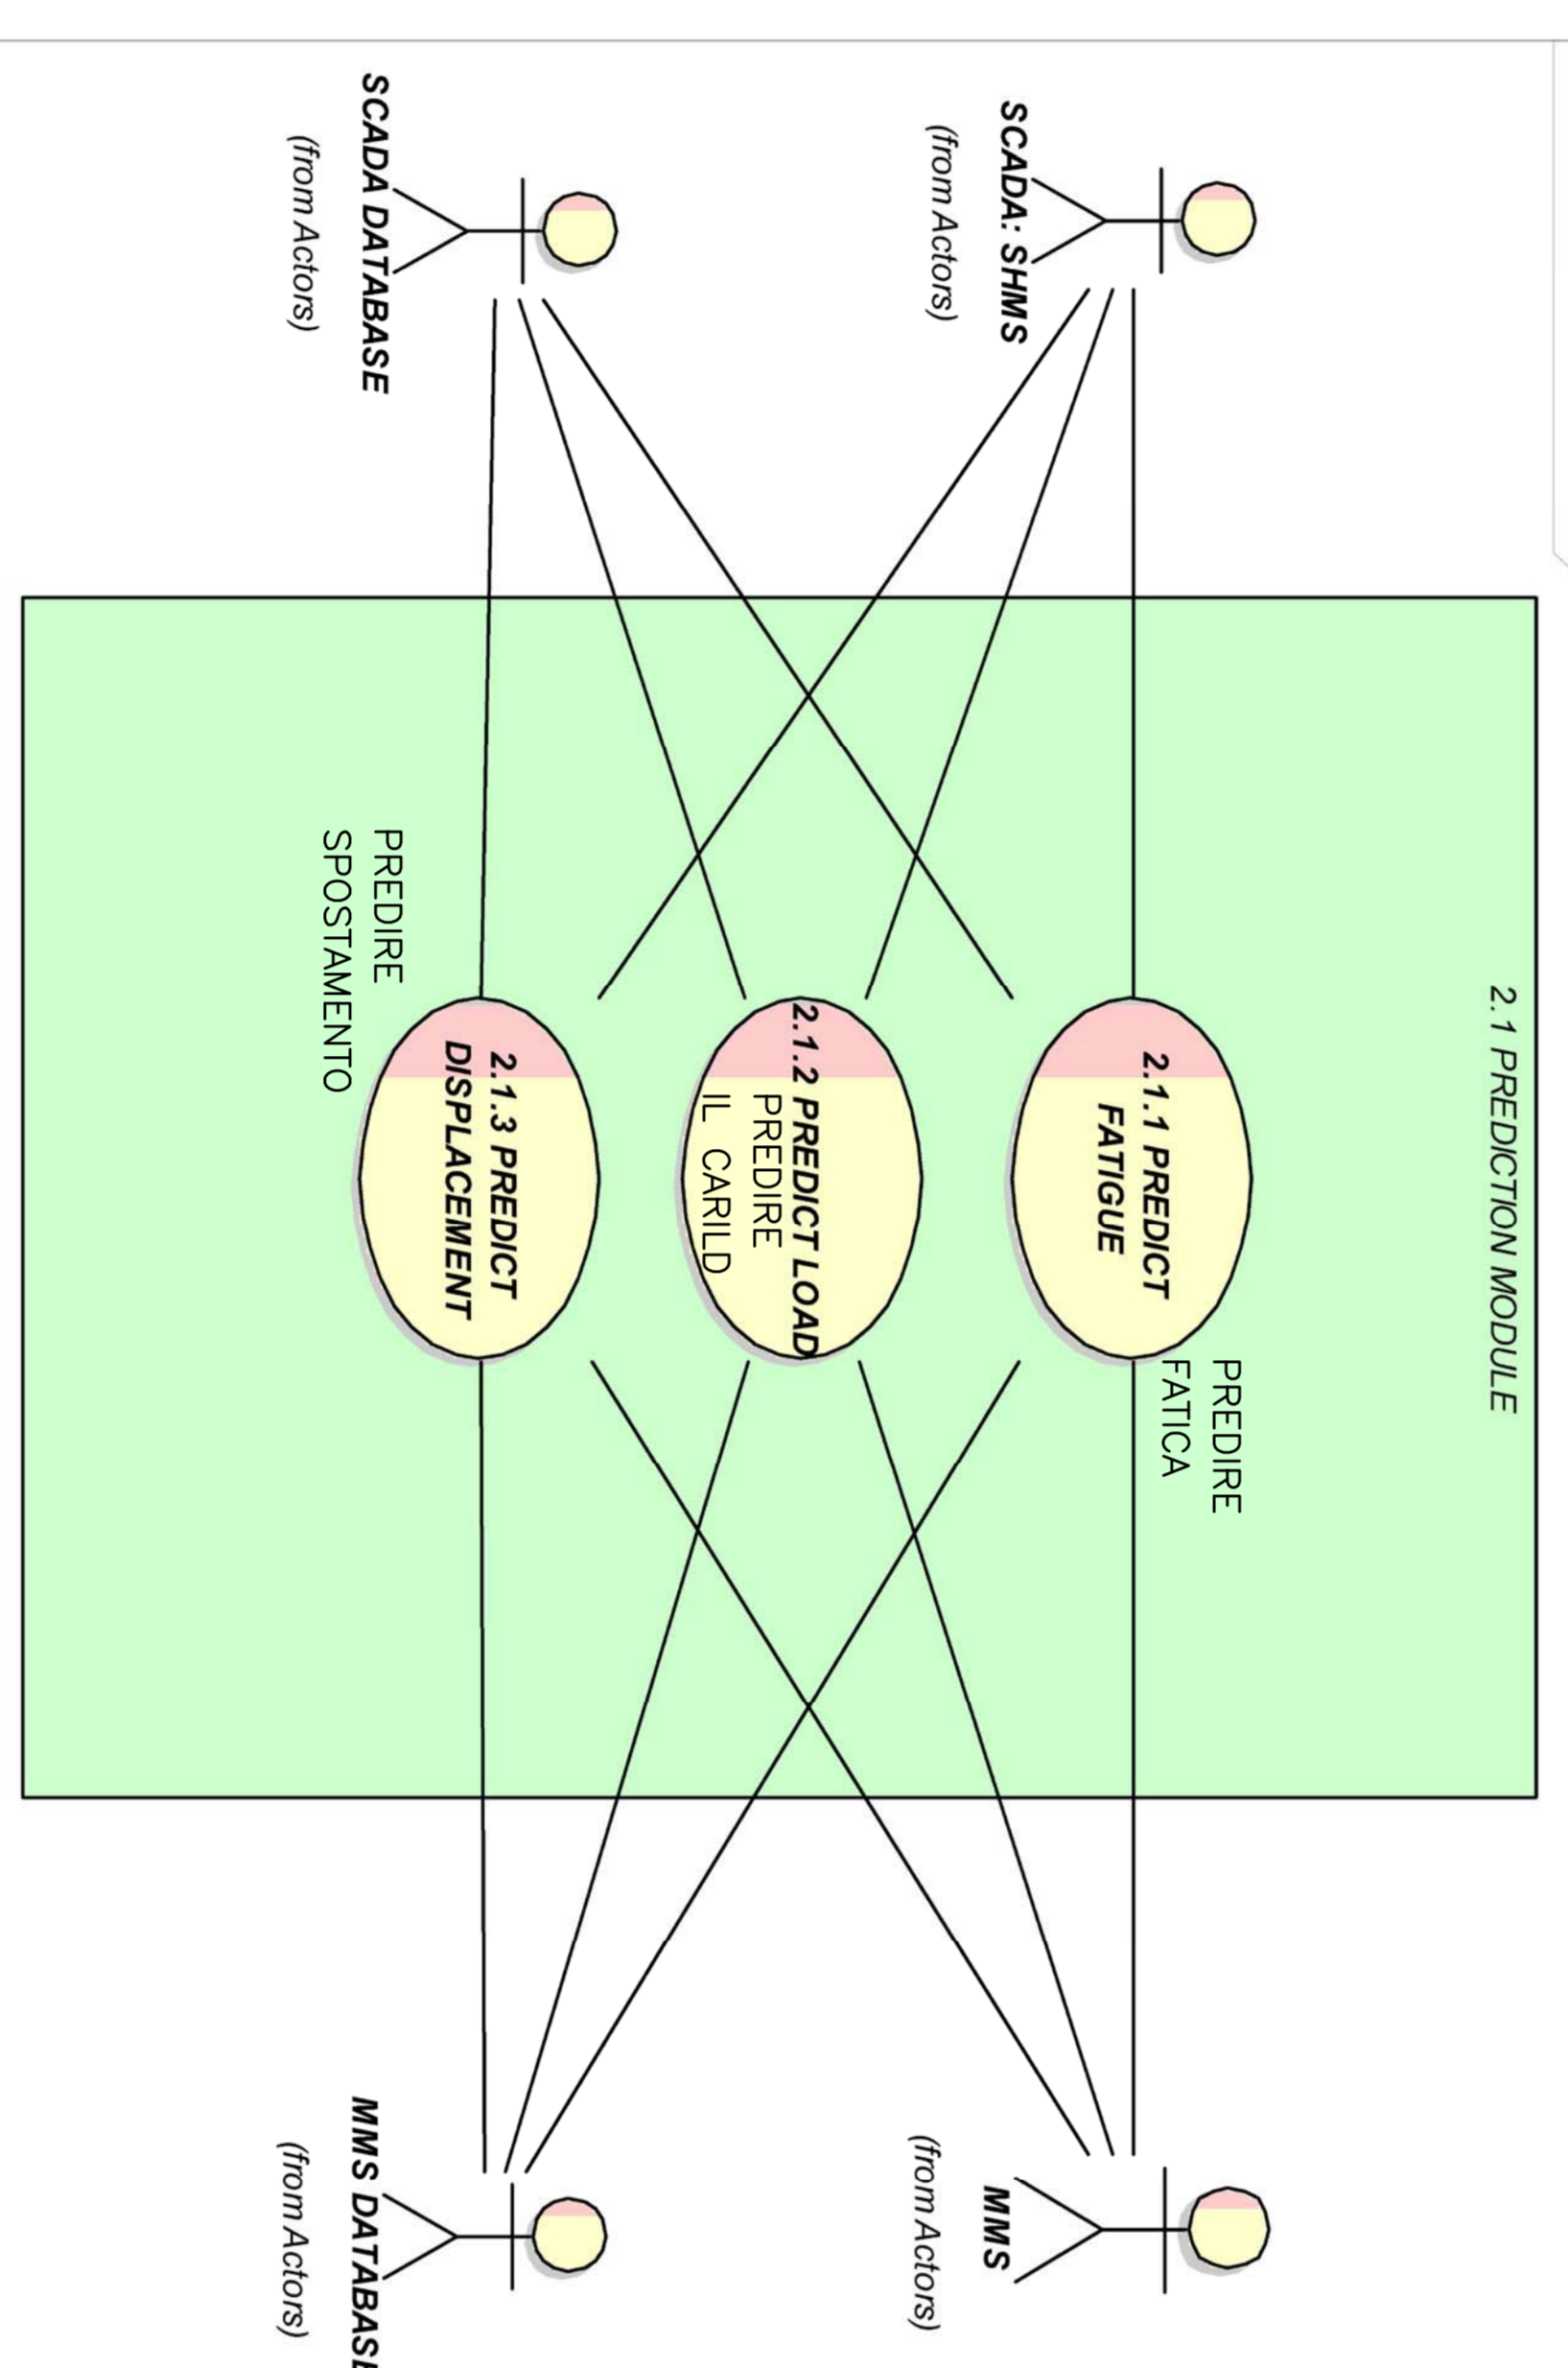 2.1 PREDICTION MODULE
SCADA: SHMS
(from Actors)
2.1.1 PREDICT
FATIGUE
PREDIRE
FATICA
MMS
(from Actors)
2.1.2 PREDICT LOAD
PREDIRE
IL CARILD
SCADA DATABASE
(from Actors)
2.1.3 PREDICT
DISPLACEMENT
PREDIRE
SPOSTAMENTO
MMS DATABASE
(from Actors)